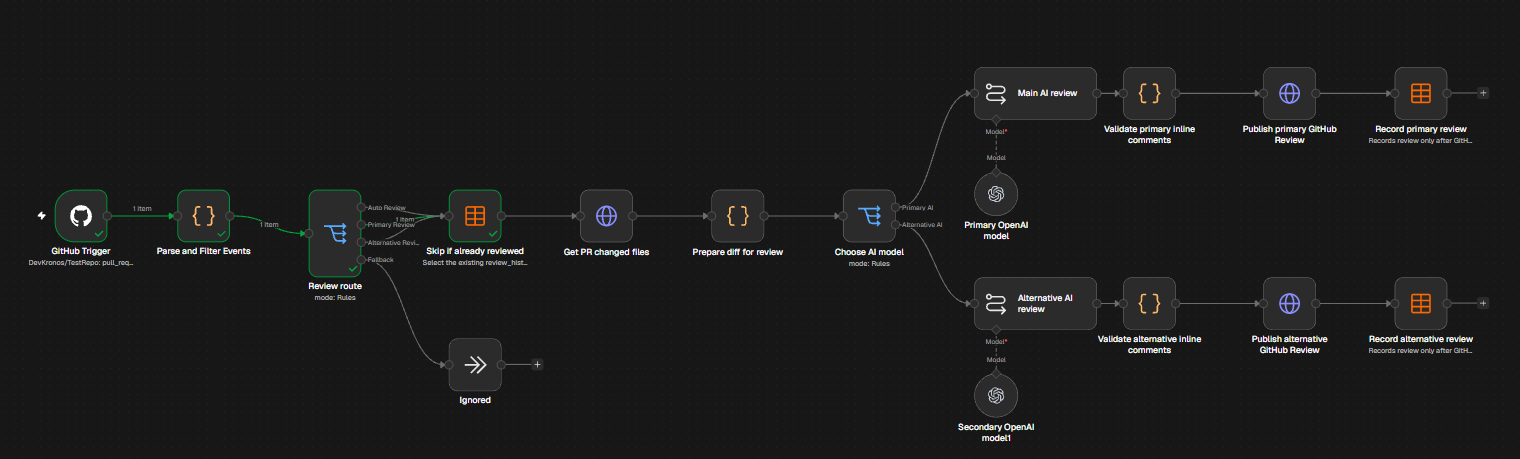 Main AI review
Model*
Model
Primary OpenAI
model
Validate primary inline
comments
Publish primary GitHub
Review
Record primary review
Records review only after GitH...
1 item
GitHub Trigger
DevKronos/TestRepo: pull_req...
Parse and Filter Events
1 item
Auto Review
Primary Review
Alternative Revi...
Fallback
Review route
mode: Rules
1 item
Skip if already reviewed
Select the existing review_hist...
Get PR changed files
Prepare diff for review
Primary AI
Alternative AI
Choose AI model
mode: Rules
Ignored
Alternative AI
review
Model*
Model
Secondary OpenAI
model1
Validate alternative inline
comments
Publish alternative
GitHub Review
Record alternative review
Records review only after GitH...